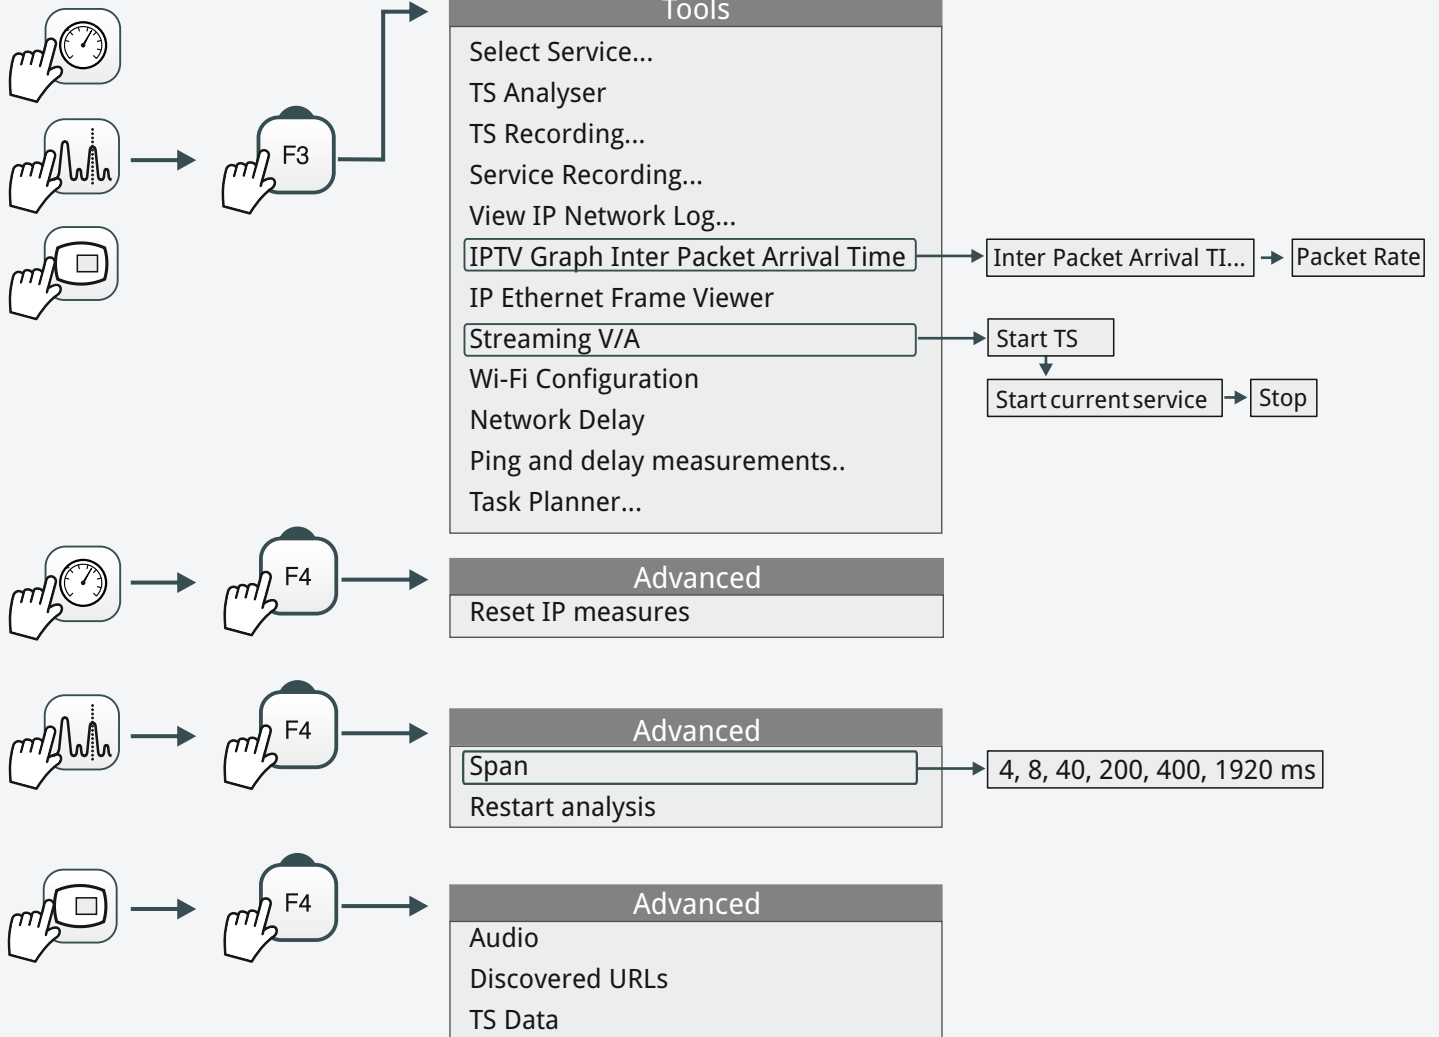 Tools
Select Service...
TS Analyser
TS Recording...
F3
Service Recording...
View IP Network Log...
IPTV Graph Inter Packet Arrival Time
Inter Packet Arrival TI...
Packet Rate
IP Ethernet Frame Viewer
Streaming V/A
Start TS
Wi-Fi Configuration
Start current service
Stop
Network Delay
Ping and delay measurements..
Task Planner...
F4
Advanced
Reset IP measures
F4
Advanced
Span
4, 8, 40, 200, 400, 1920 ms
Restart analysis
F4
Advanced
Audio
Discovered URLs
TS Data